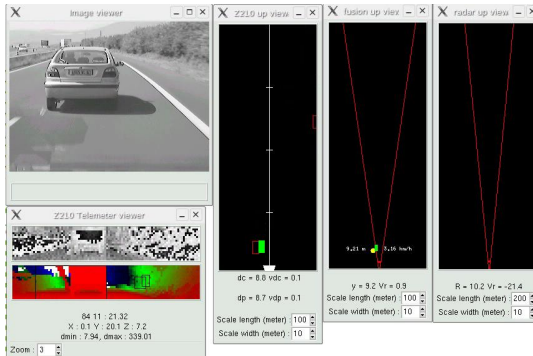 Image viewer
Z210 up view
fusion up view
radar up view
9.21 m
3.16 km/h
Z210 Telemeter viewer
84 11 : 21.32
X : 0.1 Y : 20.1 Z : 7.2
dmin : 7.94, dmax : 339.01
Zoom : 3
dc = 8.8 vdc = 0.1
dp = 8.7 vdp = 0.1
Scale length (meter) : 100
Scale width (meter) : 10
y = 9.2 Vr = 0.9
Scale length (meter) : 100
Scale width (meter) : 10
R = 10.2 Vr = -21.4
Scale length (meter) : 200
Scale width (meter) : 10